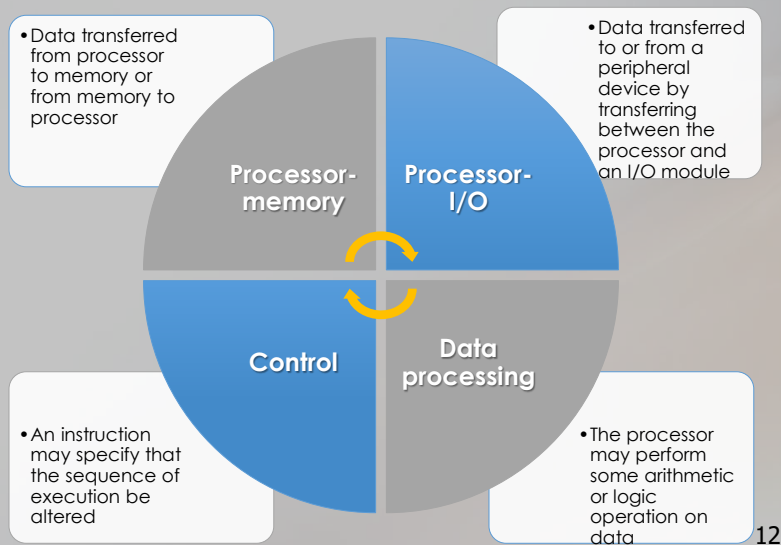 •Data transferred
from processor
to memory or
from memory to
processor
•Data transferred
to or from a
peripheral
device by
transferring
between the
processor and
an I/O module
Processor-
memory
Processor-
I/O
Control
Data
processing
•An instruction
may specify that
the sequence of
execution be
altered
•The processor
may perform
some arithmetic
or logic
operation on
data
12